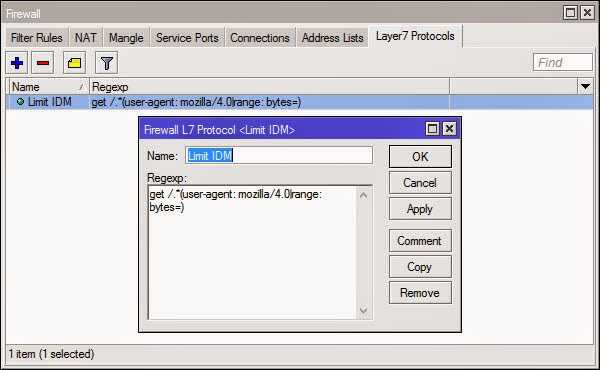 Firewall
Filter Rules NAT Mangle Service Ports Connections Address Lists Layer7 Protocols
Find
Name Regexp
Limit IDM get /.*(user-agent: mozilla/4.0|range: bytes=)
Firewall L7 Protocol <Limit IDM>
Name: Limit IDM OK
Regexp: Cancel
get /.*(user-agent: mozilla/4.0|range:
bytes=) Apply
Comment
Copy
Remove
1 item (1 selected)